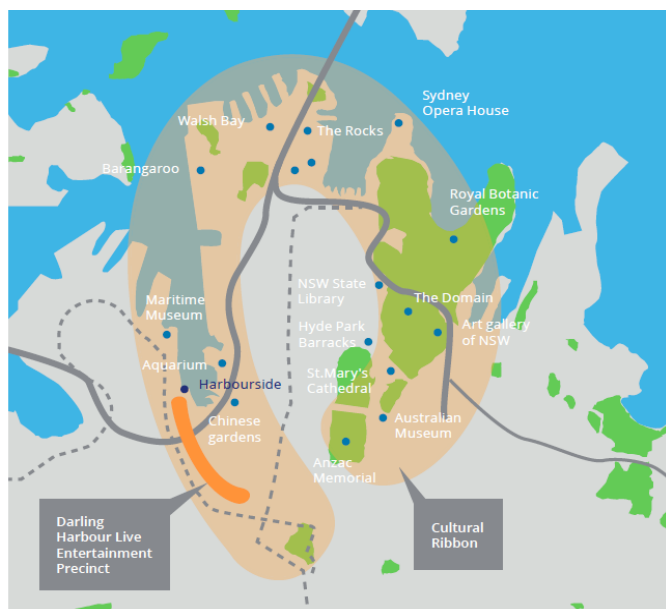 Sydney
Opera House
Walsh Bay
The Rocks
Barangaroo
Royal Botanic
Gardens
NSW State
Library
The Domain
Maritime
Museum
Hyde Park
Barracks
Art gallery
of NSW
Aquarium
St.Mary's
Cathedral
Harbourside
Chinese
gardens
Australian
Museum
Anzac
Memorial
Darling
Harbour Live
Entertainment
Precinct
Cultural
Ribbon